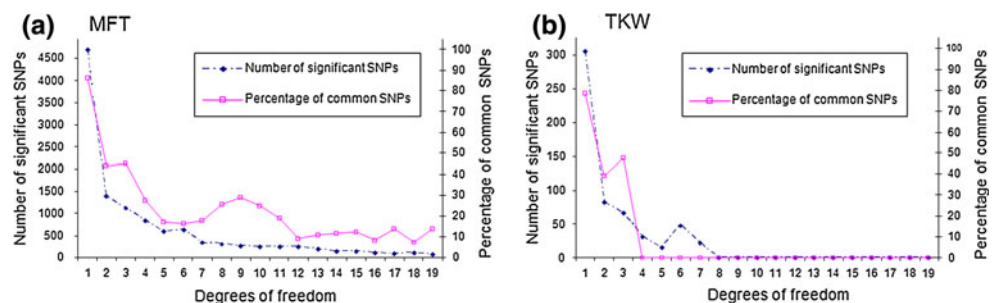 (a) MFT
Number of significant SNPs
4500
4000
3500
3000
2500
2000
1500
1000
500
0
Number of significant SNPs
Percentage of common SNPs
100
90
80
70
60
50
40
30
20
10
0
Percentage of common SNPs
1 2 3 4 5 6 7 8 9 10 11 12 13 14 15 16 17 18 19
Degrees of freedom
(b) TKW
Number of significant SNPs
300
250
200
150
100
50
0
Number of significant SNPs
Percentage of common SNPs
100
90
80
70
60
50
40
30
20
10
0
Percentage of common SNPs
1 2 3 4 5 6 7 8 9 10 11 12 13 14 15 16 17 18 19
Degrees of freedom